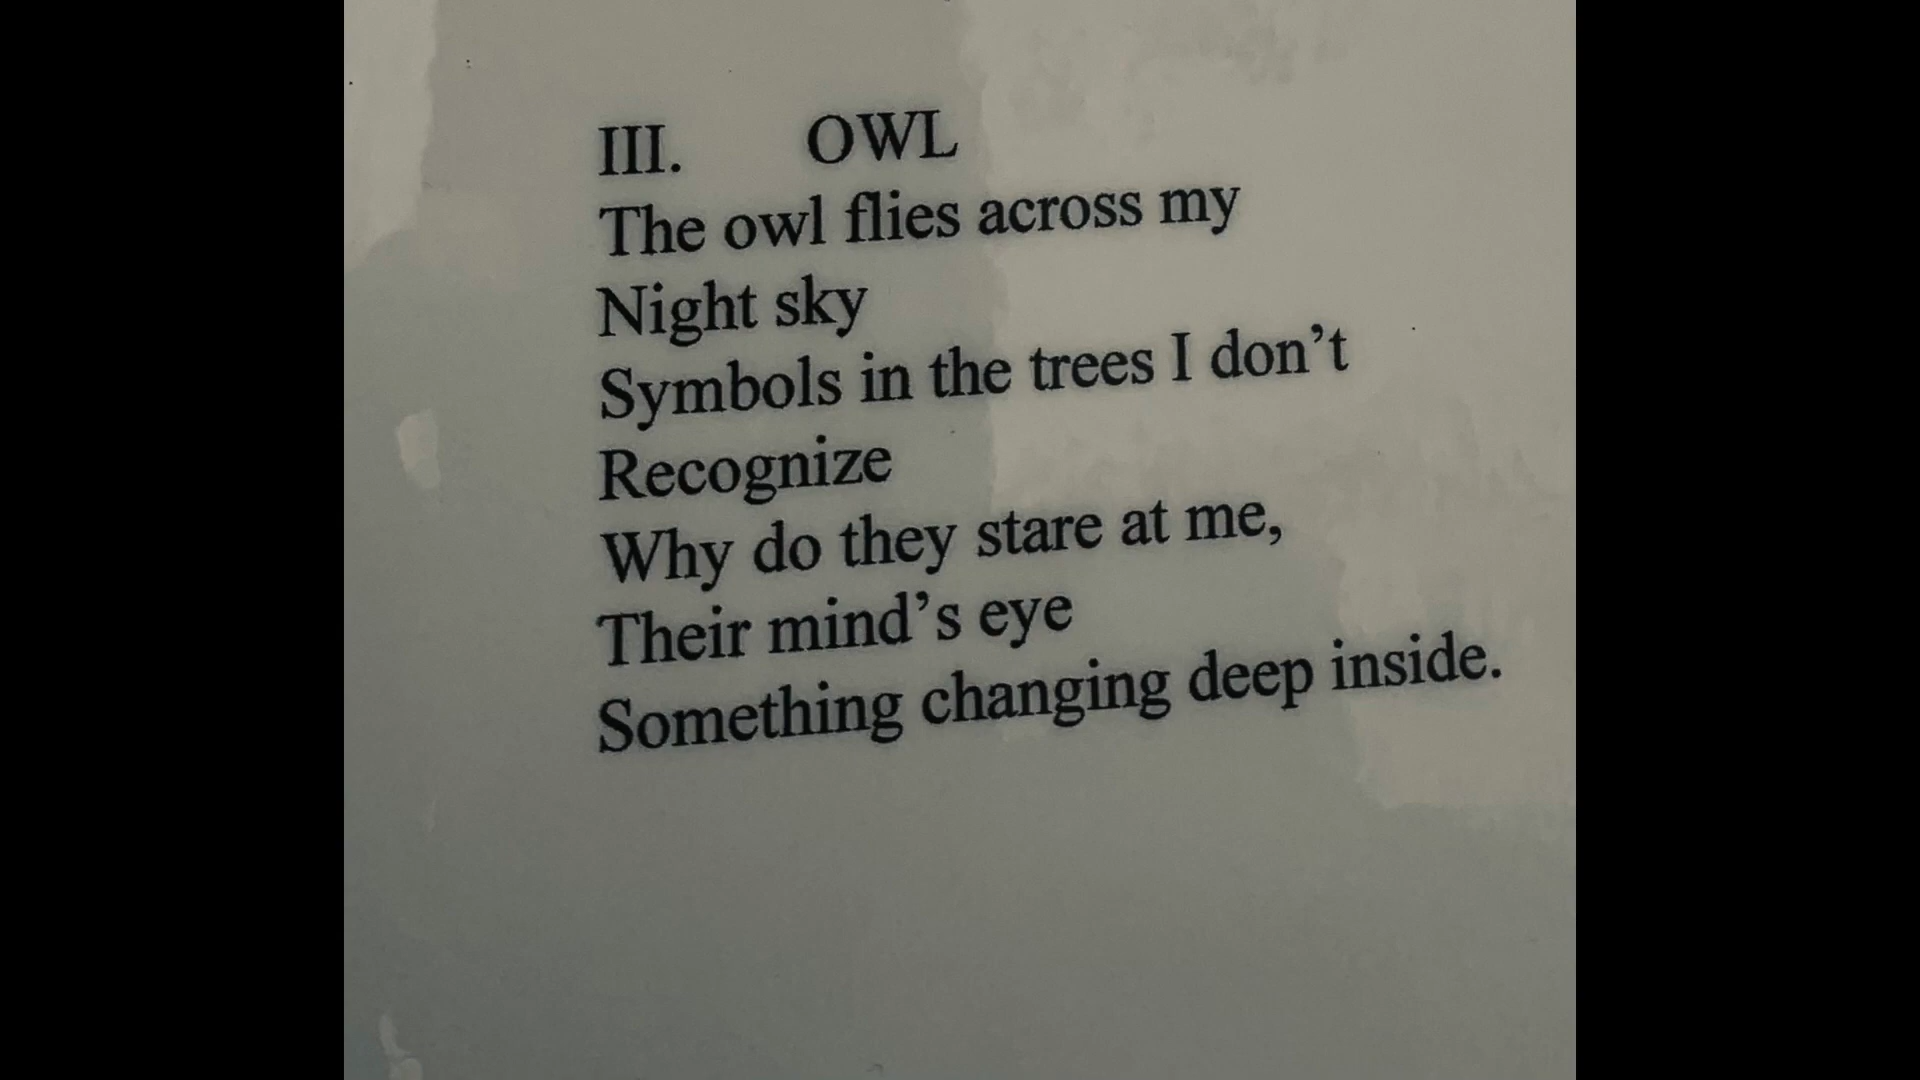 III. OWL
The owl flies across my
Night sky
Symbols in the trees I don’t
Recognize
Why do they stare at me,
Their mind’s eye
Something changing deep inside.